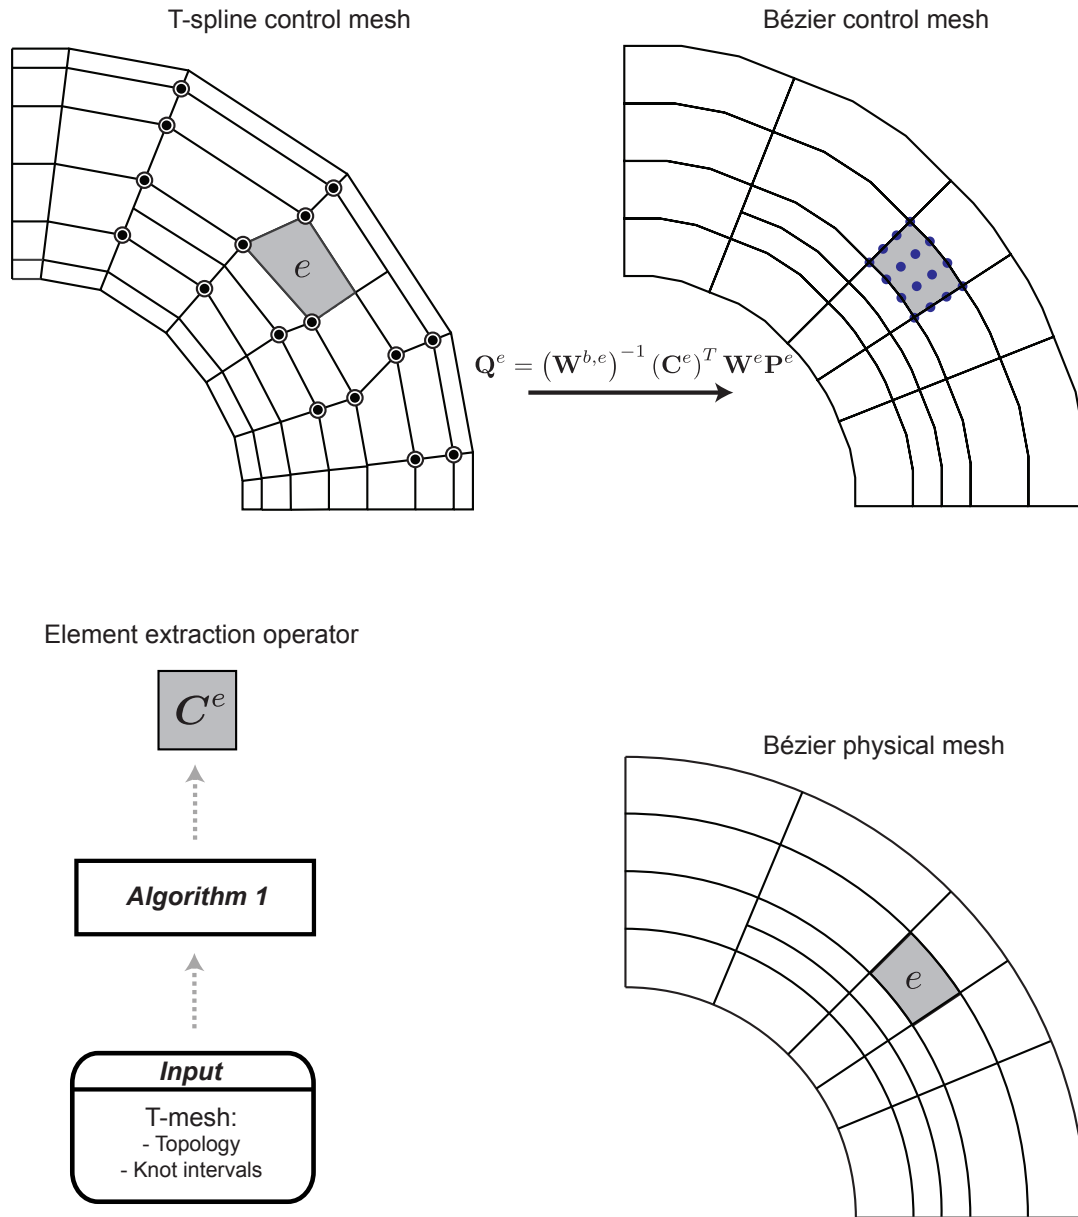 T-spline control mesh
Bézier control mesh
e
Q^e = (W^{b,e})^{-1} (C^e)^T W^e P^e
Element extraction operator
C^e
Bézier physical mesh
e
Algorithm 1
Input
T-mesh:
- Topology
- Knot intervals